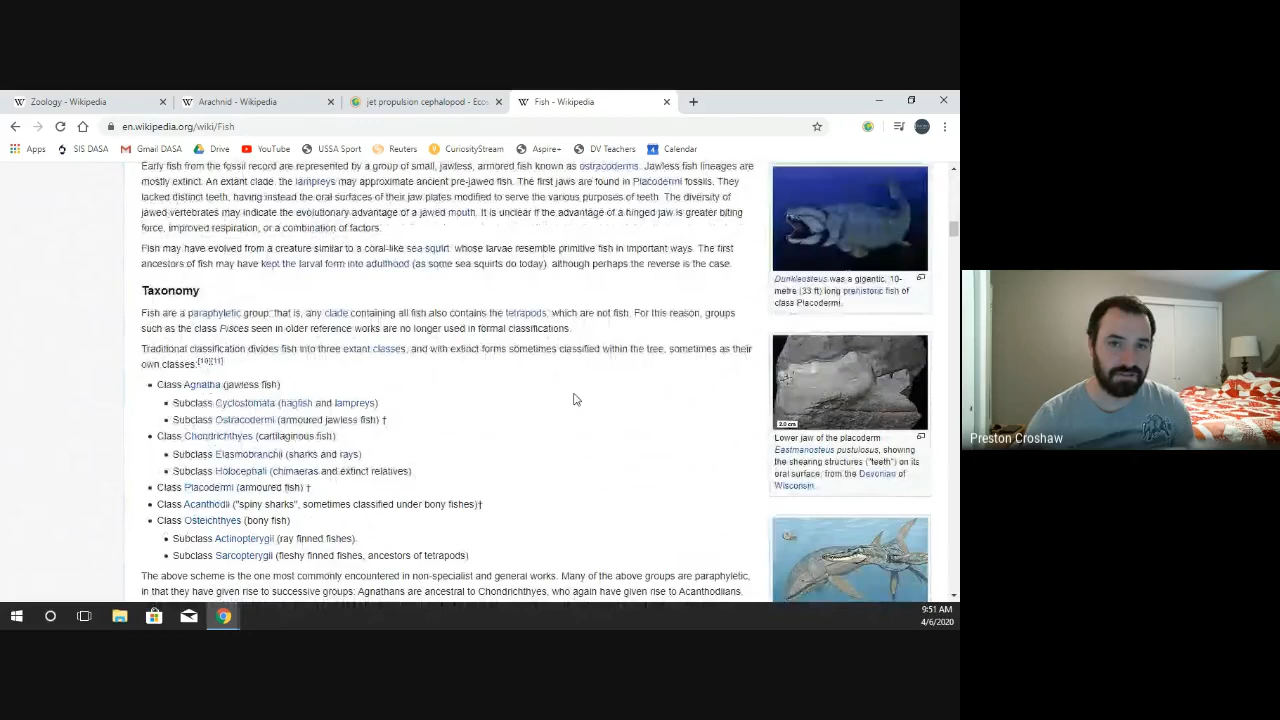 Zoology - Wikipedia
Arachnid - Wikipedia
jet propulsion cephalopod - Ecos
Fish - Wikipedia
en.wikipedia.org/wiki/Fish
Apps
SIS DASA
Gmail DASA
Drive
YouTube
USSA Sport
Reuters
CuriosityStream
Aspire+
DV Teachers
Calendar
Early fish from the fossil record are represented by a group of small, jawless, armored fish known as ostracoderms. Jawless fish lineages are
mostly extinct. An extant clade, the lampreys may approximate ancient pre-jawed fish. The first jaws are found in Placodermi fossils. They
lacked distinct teeth, having instead the oral surfaces of their jaw plates modified to serve the various purposes of teeth. The diversity of
jawed vertebrates may indicate the evolutionary advantage of a jawed mouth. It is unclear if the advantage of a hinged jaw is greater biting
force, improved respiration, or a combination of factors.
Fish may have evolved from a creature similar to a coral-like sea squirt, whose larvae resemble primitive fish in important ways. The first
ancestors of fish may have kept the larval form into adulthood (as some sea squirts do today), although perhaps the reverse is the case.
Taxonomy
Fish are a paraphyletic group: that is, any clade containing all fish also contains the tetrapods, which are not fish. For this reason, groups
such as the class Pisces seen in older reference works are no longer used in formal classifications.
Traditional classification divides fish into three extant classes, and with extinct forms sometimes classified within the tree, sometimes as their
own classes:[10][11]
Class Agnatha (jawless fish)
Subclass Cyclostomata (hagfish and lampreys)
Subclass Ostracodermi (armoured jawless fish) †
Class Chondrichthyes (cartilaginous fish)
Subclass Elasmobranchii (sharks and rays)
Subclass Holocephali (chimaeras and extinct relatives)
Class Placodermi (armoured fish) †
Class Acanthodii ("spiny sharks", sometimes classified under bony fishes)†
Class Osteichthyes (bony fish)
Subclass Actinopterygii (ray finned fishes).
Subclass Sarcopterygii (fleshy finned fishes, ancestors of tetrapods)
The above scheme is the one most commonly encountered in non-specialist and general works. Many of the above groups are paraphyletic,
in that they have given rise to successive groups: Agnathans are ancestral to Chondrichthyes, who again have given rise to Acanthodiians,
Dunkleosteus was a gigantic, 10-
metre (33 ft) long prehistoric fish of
class Placodermi.
2.0 cm
Lower jaw of the placoderm
Eastmanosteus pustulosus, showing
the shearing structures ("teeth") on its
oral surface; from the Devonian of
Wisconsin.
Preston Croshaw
9:51 AM
4/6/2020